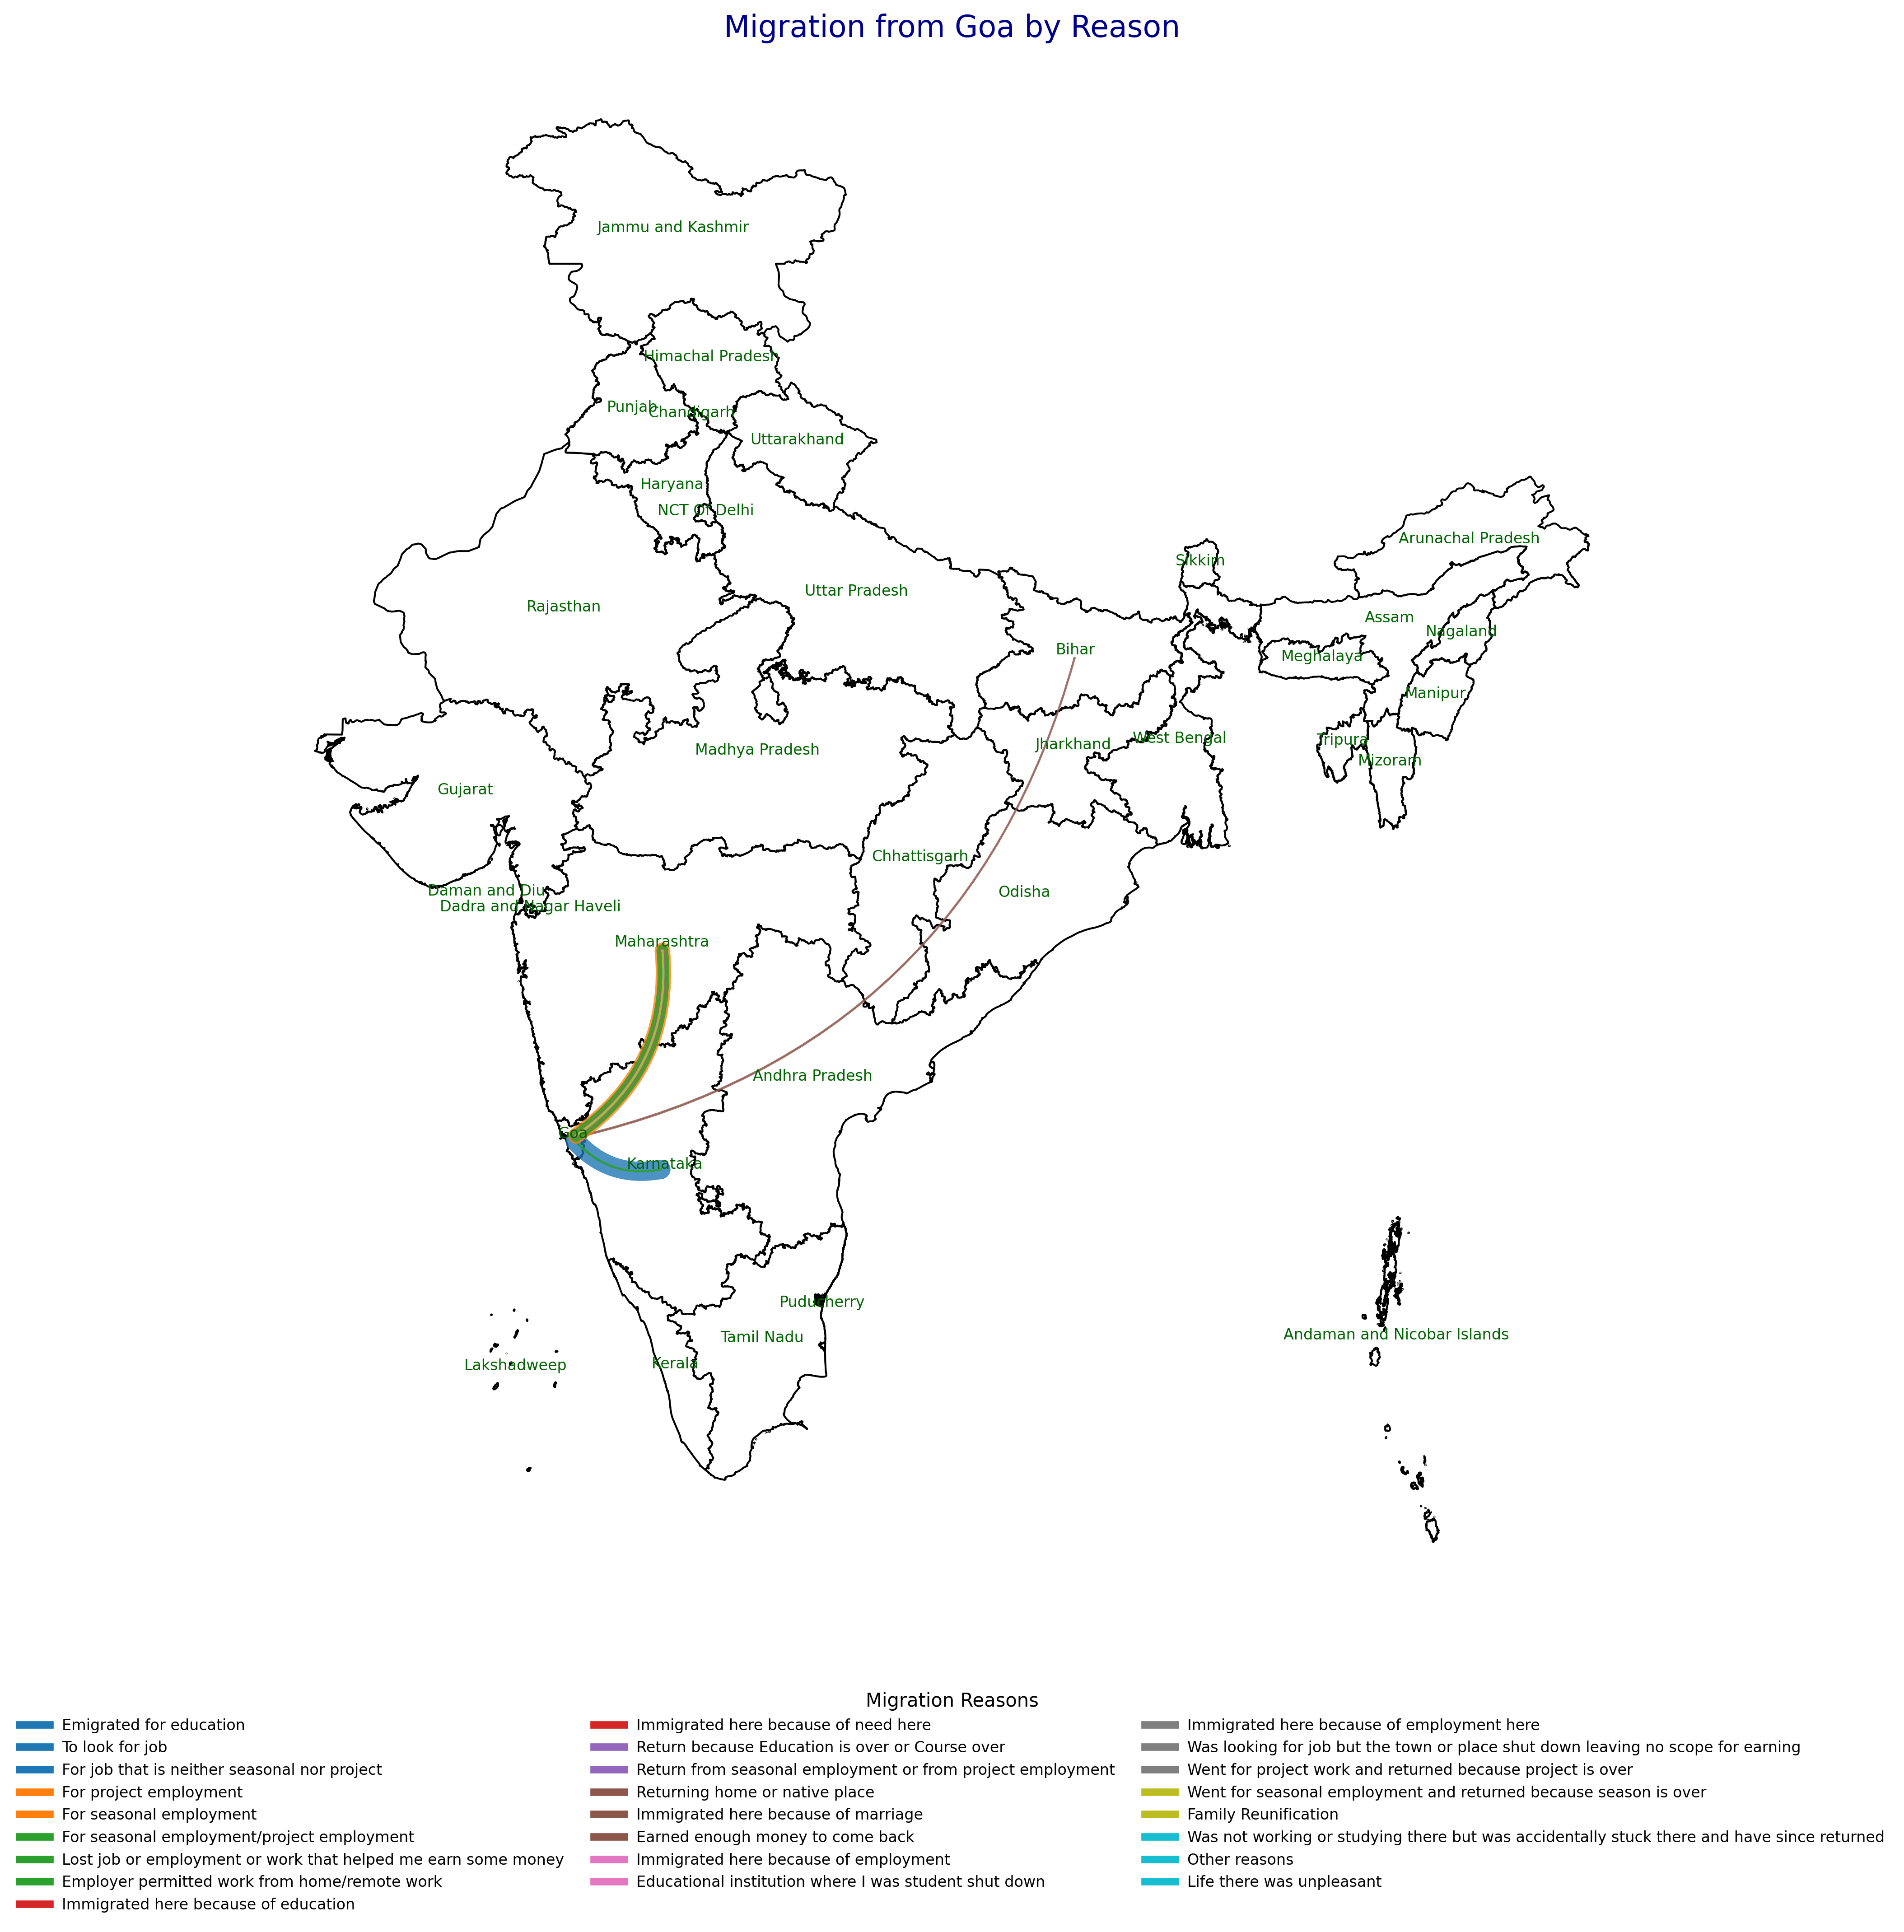 Migration from Goa by Reason
Jammu and Kashmir
Himachal Pradesh
Punjab
Chandigarh
Uttarakhand
Haryana
NCT Of Delhi
Arunachal Pradesh
Sikkim
Uttar Pradesh
Rajasthan
Assam
Nagaland
Bihar
Meghalaya
Manipur
Jharkhand
West Bengal
Tripura
Madhya Pradesh
Mizoram
Gujarat
Chhattisgarh
Daman and Diu
Odisha
Dadra and Nagar Haveli
Maharashtra
Andhra Pradesh
Goa
Karnataka
Puducherry
Andaman and Nicobar Islands
Tamil Nadu
Kerala
Lakshadweep
Migration Reasons
Emigrated for education
To look for job
For job that is neither seasonal nor project
For project employment
For seasonal employment
For seasonal employment/project employment
Lost job or employment or work that helped me earn some money
Employer permitted work from home/remote work
Immigrated here because of education
Immigrated here because of need here
Return because Education is over or Course over
Return from seasonal employment or from project employment
Returning home or native place
Immigrated here because of marriage
Earned enough money to come back
Immigrated here because of employment
Educational institution where I was student shut down
Immigrated here because of employment here
Was looking for job but the town or place shut down leaving no scope for earning
Went for project work and returned because project is over
Went for seasonal employment and returned because season is over
Family Reunification
Was not working or studying there but was accidentally stuck there and have since returned
Other reasons
Life there was unpleasant